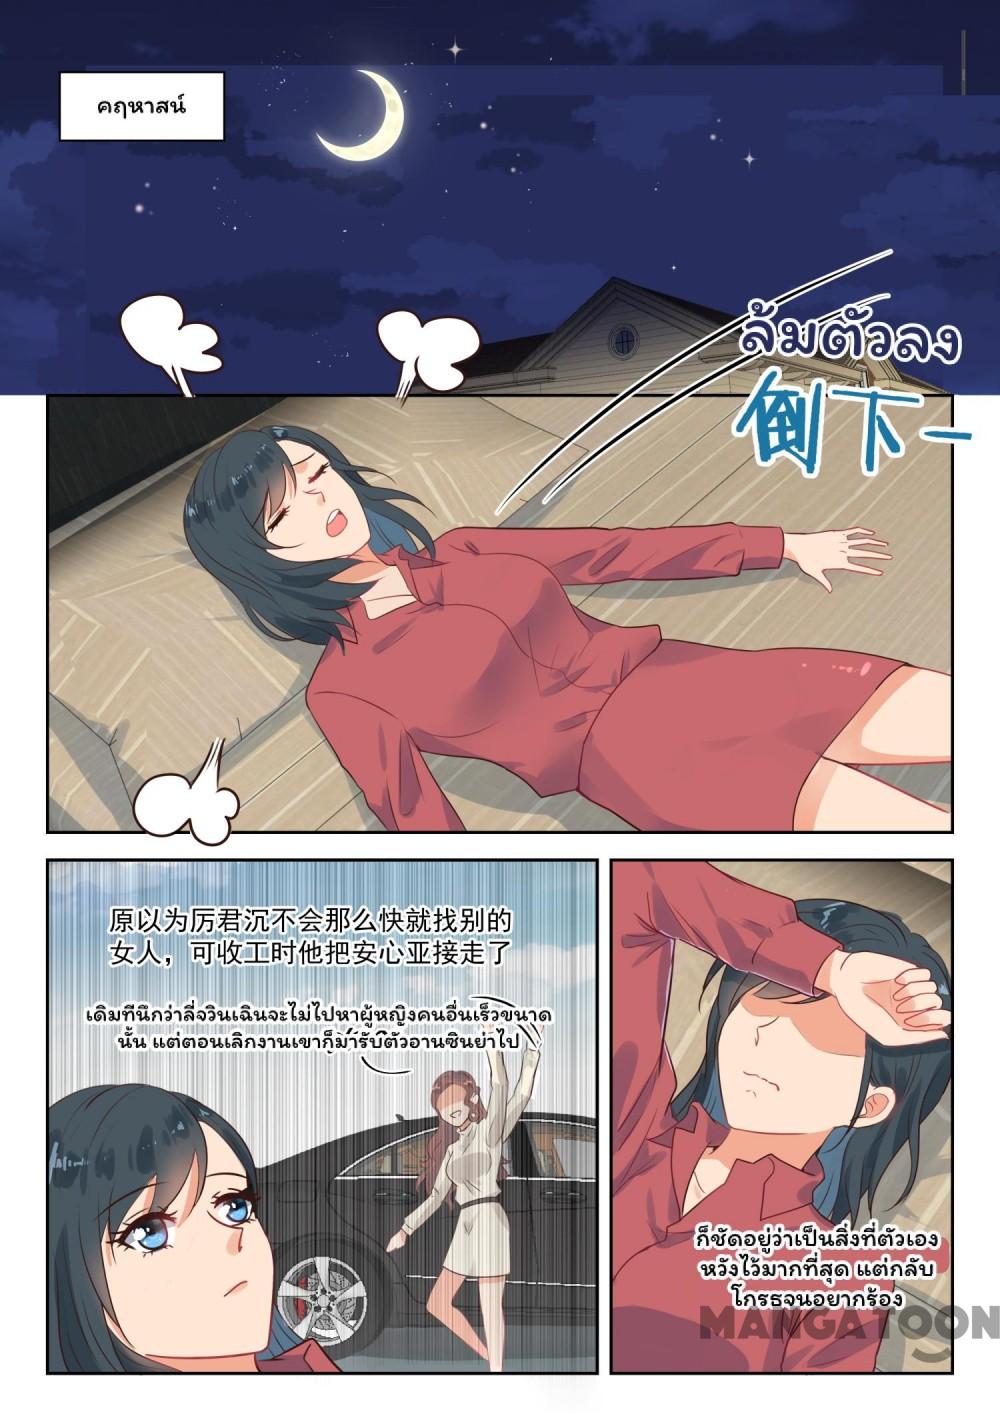 คฤหาสน์
ล้มตัวลง
倒下一
原以为厉君沉不会那么快就找别的
女人，可收工时他把安心亚接走了
เดิมทีนึกว่าลี่จวินเฉินจะไม่ไปหาผู้หญิงคนอื่นเร็วขนาด
นั้น แต่ตอนเลิกงานเขาก็มารับตัวอานซินย่าไป
ก็ชัดอยู่ว่าเป็นสิ่งที่ตัวเอง
หวังไว้มากที่สุด แต่กลับ
โกรธจนอยากร้อง
MANGATOON